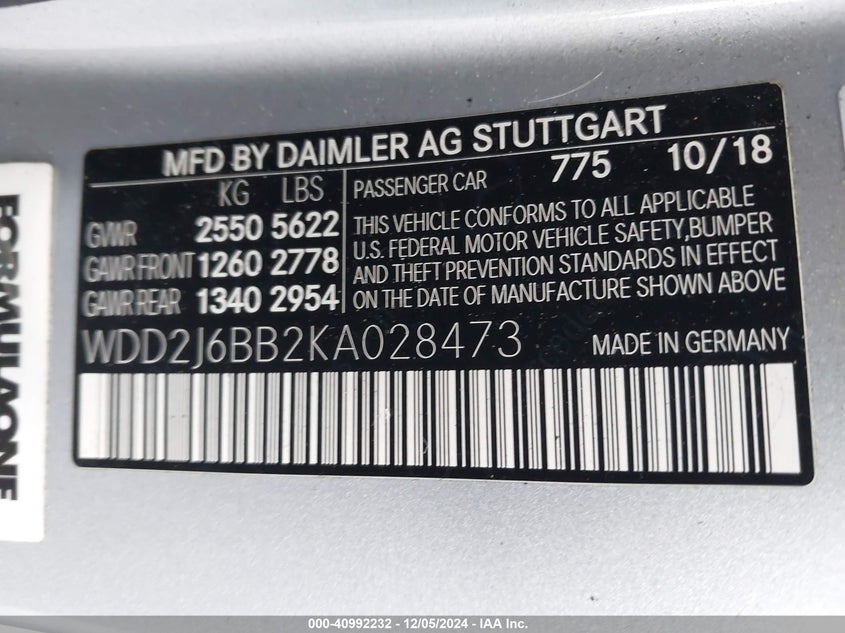 MFD BY DAIMLER AG STUTTGART
KG LBS
GVWR 2550 5622
GAWR FRONT 1260 2778
GAWR REAR 1340 2954
PASSENGER CAR 775 10/18
THIS VEHICLE CONFORMS TO ALL APPLICABLE
U.S. FEDERAL MOTOR VEHICLE SAFETY,BUMPER
AND THEFT PREVENTION STANDARDS IN EFFECT
ON THE DATE OF MANUFACTURE SHOWN ABOVE
WDD2J6BB2KA028473 MADE IN GERMANY
FORMULAONE
000-40992232 - 12/05/2024 - IAA Inc.